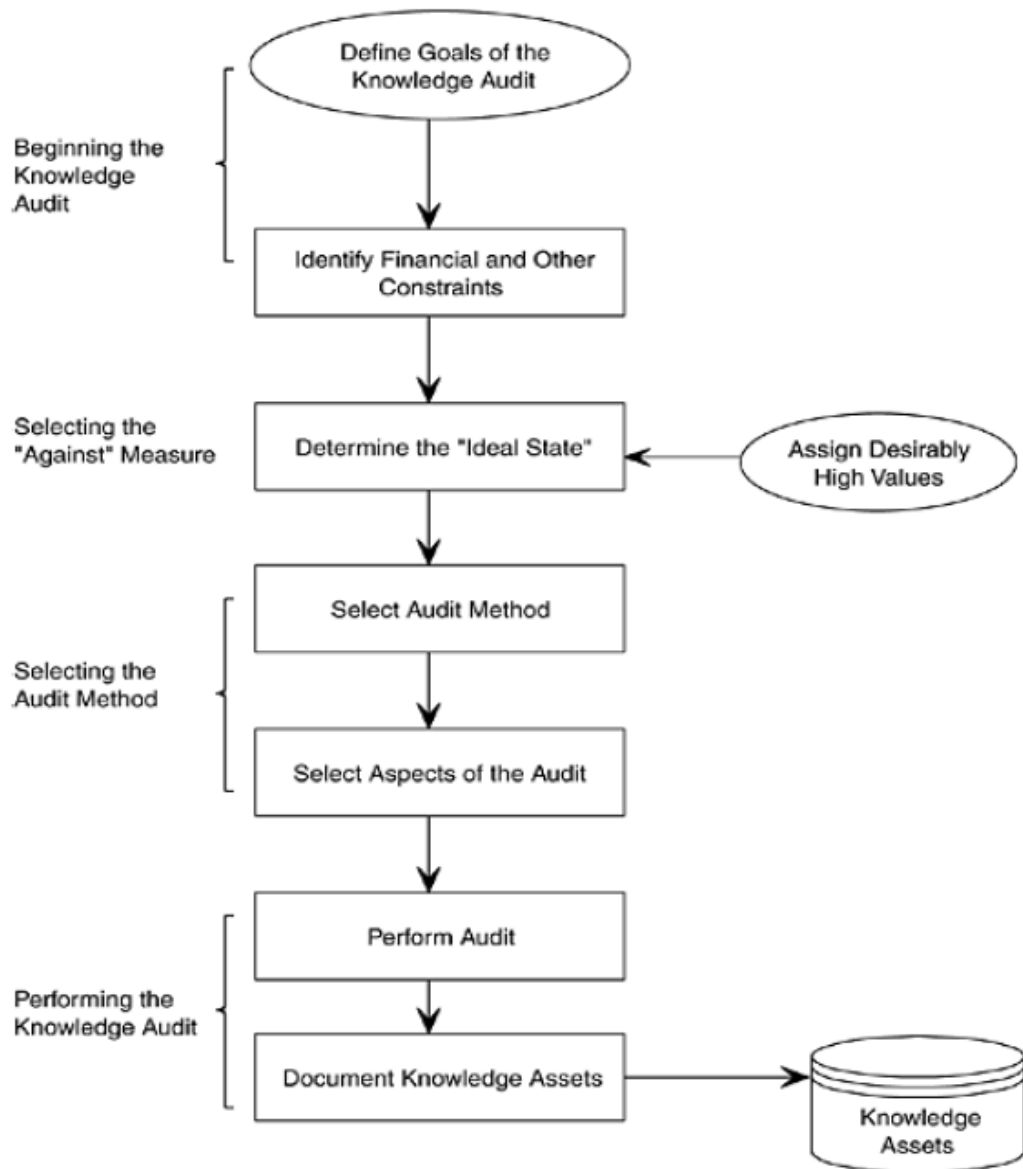 Define Goals of the
Knowledge Audit
Beginning the
Knowledge
Audit
Identify Financial and Other
Constraints
Selecting the
"Against" Measure
Determine the "Ideal State"
Assign Desirably
High Values
Select Audit Method
Selecting the
Audit Method
Select Aspects of the Audit
Perform Audit
Performing the
Knowledge Audit
Document Knowledge Assets
Knowledge
Assets